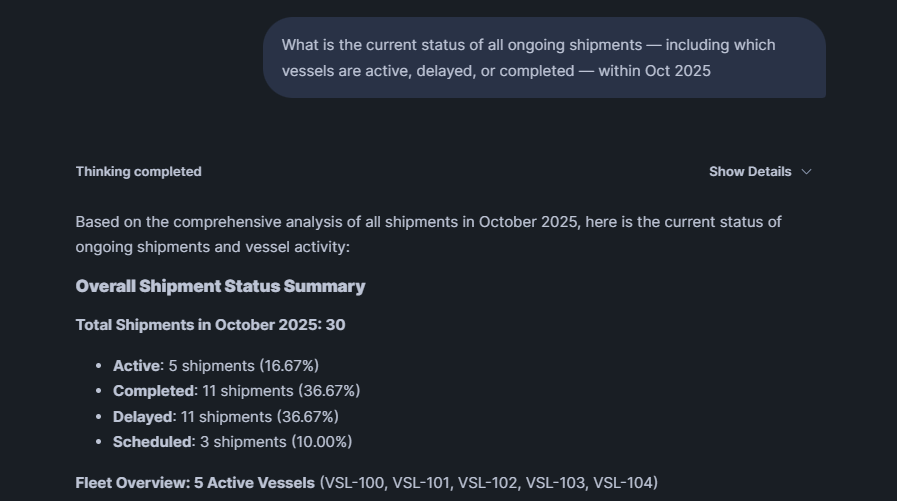 What is the current status of all ongoing shipments — including which
vessels are active, delayed, or completed — within Oct 2025
Thinking completed
Show Details
Based on the comprehensive analysis of all shipments in October 2025, here is the current status of
ongoing shipments and vessel activity:
Overall Shipment Status Summary
Total Shipments in October 2025: 30
• Active: 5 shipments (16.67%)
• Completed: 11 shipments (36.67%)
• Delayed: 11 shipments (36.67%)
• Scheduled: 3 shipments (10.00%)
Fleet Overview: 5 Active Vessels (VSL-100, VSL-101, VSL-102, VSL-103, VSL-104)